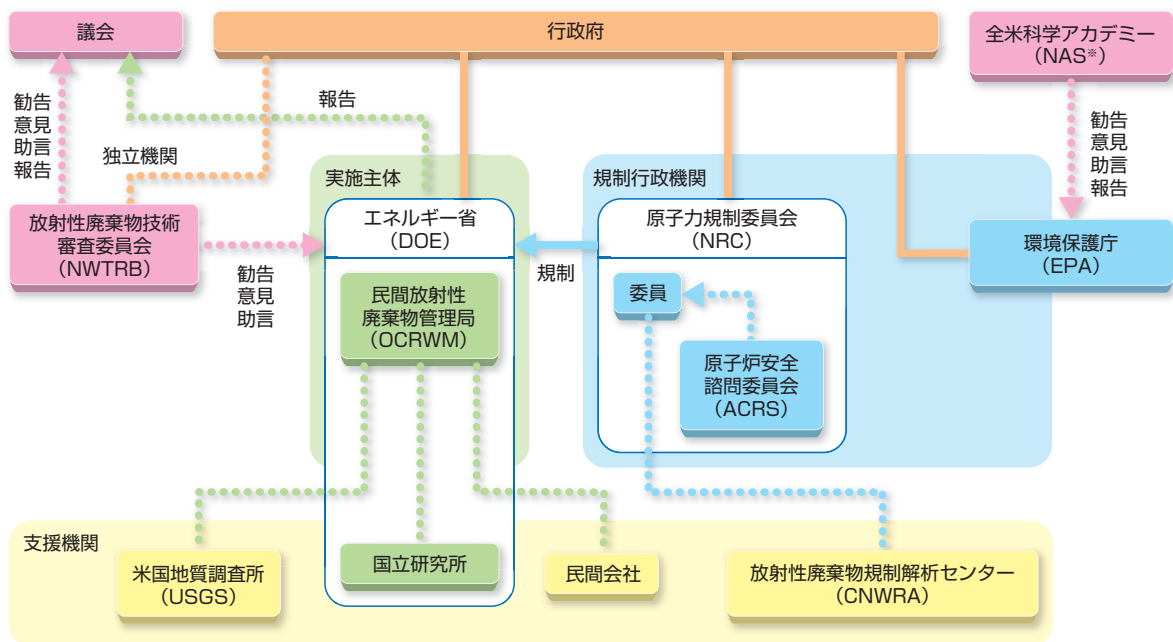 議会
行政府
全米科学アカデミー
（NAS※）
勧告
意見
助言
報告
報告
独立機関
勧告
意見
助言
報告
実施主体
規制行政機関
放射性廃棄物技術
審査委員会
（NWTRB）
エネルギー省
（DOE）
原子力規制委員会
（NRC）
環境保護庁
（EPA）
勧告
意見
助言
規制
民間放射性
廃棄物管理局
（OCRWM）
委員
原子炉安全
諮問委員会
（ACRS）
支援機関
米国地質調査所
（USGS）
国立研究所
民間会社
放射性廃棄物規制解析センター
（CNWRA）